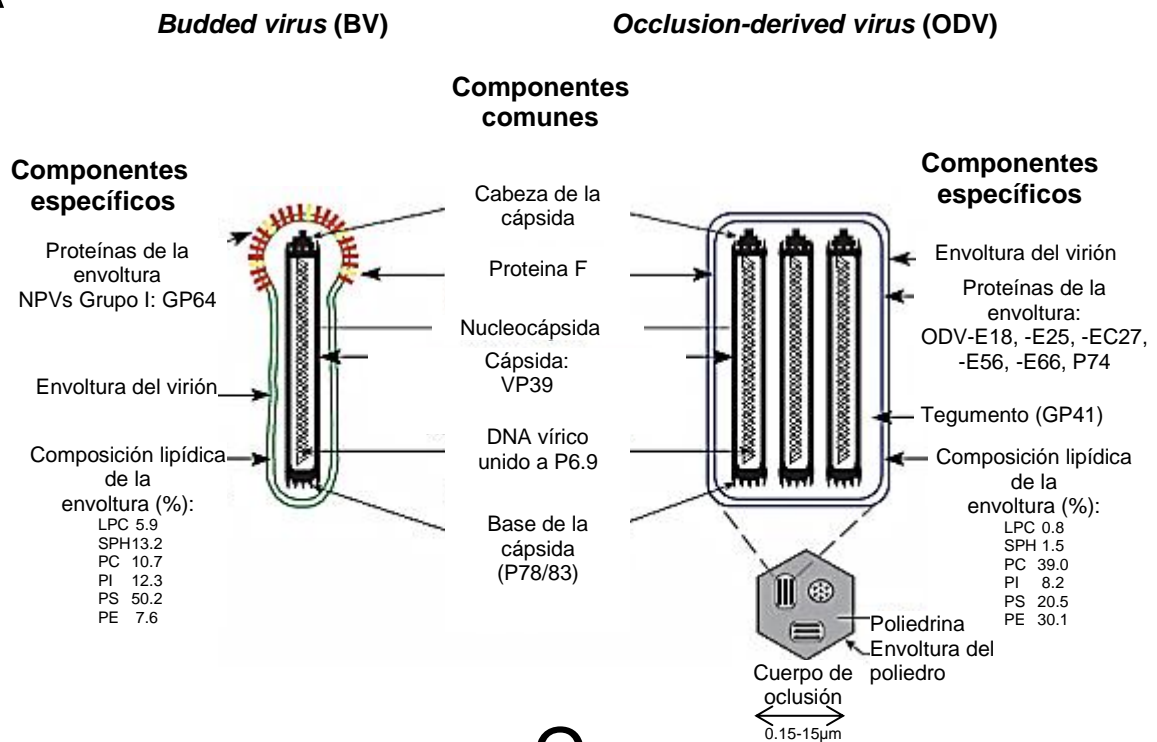 Budded virus (BV)
Occlusion-derived virus (ODV)
Componentes
comunes
Componentes
específicos
Proteínas de la
envoltura
NPVs Grupo I: GP64
Envoltura del virión
Composición lipídica
de la
envoltura (%):
LPC 5.9
SPH13.2
PC 10.7
PI 12.3
PS 50.2
PE 7.6
Cabeza de la
cápsida
Proteina F
Nucleocápsida
Cápsida:
VP39
DNA vírico
unido a P6.9
Base de la
cápsida
(P78/83)
Componentes
específicos
Envoltura del virión
Proteínas de la
envoltura:
ODV-E18, -E25, -EC27,
-E56, -E66, P74
Tegumento (GP41)
Composición lipídica
de la
envoltura (%):
LPC 0.8
SPH 1.5
PC 39.0
PI 8.2
PS 20.5
PE 30.1
Poliedrina
Envoltura del
poliedro
Cuerpo de
oclusión
0.15-15µm